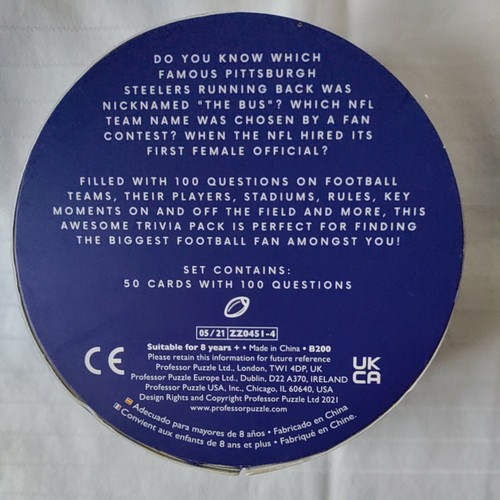 DO YOU KNOW WHICH
FAMOUS PITTSBURGH
STEELERS RUNNING BACK WAS
NICKNAMED "THE BUS"? WHICH NFL
TEAM NAME WAS CHOSEN BY A FAN
CONTEST? WHEN THE NFL HIRED ITS
FIRST FEMALE OFFICIAL?
FILLED WITH 100 QUESTIONS ON FOOTBALL
TEAMS, THEIR PLAYERS, STADIUMS, RULES, KEY
MOMENTS ON AND OFF THE FIELD AND MORE, THIS
AWESOME TRIVIA PACK IS PERFECT FOR FINDING
THE BIGGEST FOOTBALL FAN AMONGST YOU!
SET CONTAINS:
50 CARDS WITH 100 QUESTIONS
05/21 ZZ0451-4
Suitable for 8 years + • Made in China • B200
Please retain this information for future reference
Professor Puzzle Ltd., London, TW1 4DP, UK
Professor Puzzle Europe Ltd., Dublin, D22 A370, IRELAND
Professor Puzzle USA, Inc., Chicago, IL 60640, USA
Design Rights and Copyright Professor Puzzle Ltd 2021
www.professorpuzzle.com
CE
UK
CA
Adecuado para mayores de 8 años • Fabricado en China
Convient aux enfants de 8 ans et plus • Fabriqué en Chine.